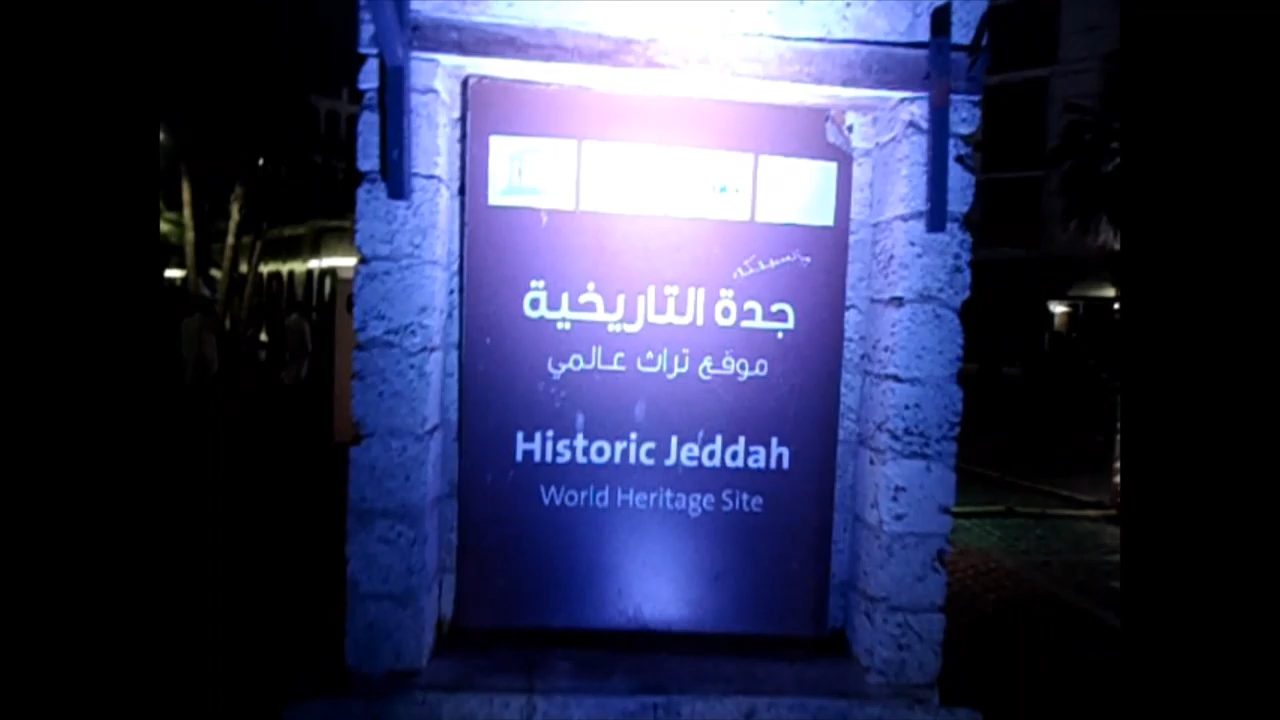 جدة التاريخية
موقع تراث عالمي
Historic Jeddah
World Heritage Site